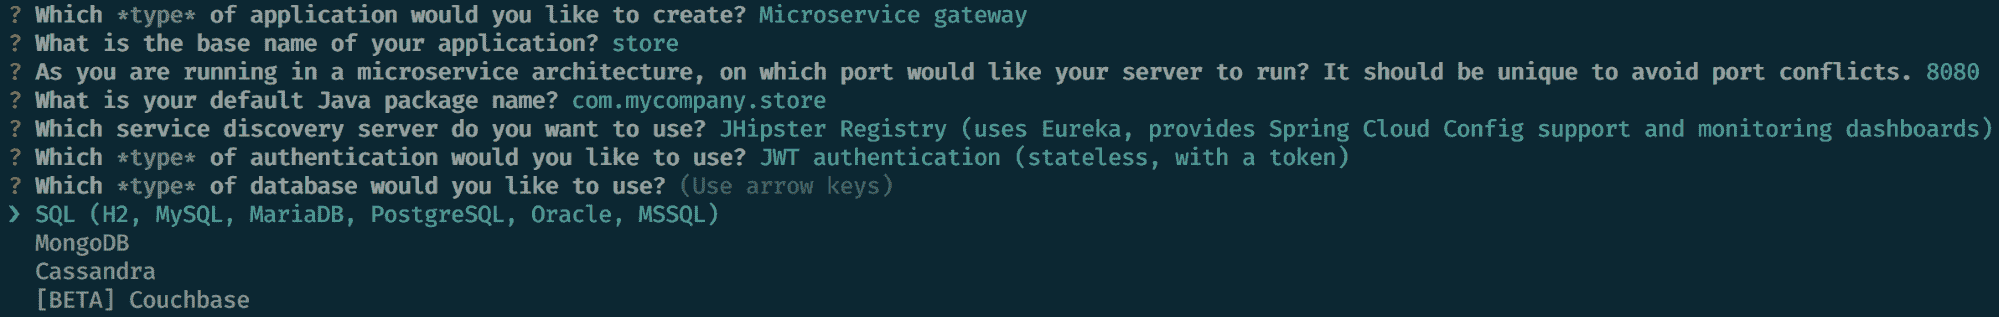 ? Which *type* of application would you like to create? Microservice gateway
? What is the base name of your application? store
? As you are running in a microservice architecture, on which port would like your server to run? It should be unique to avoid port conflicts. 8080
? What is your default Java package name? com.mycompany.store
? Which service discovery server do you want to use? JHipster Registry (uses Eureka, provides Spring Cloud Config support and monitoring dashboards)
? Which *type* of authentication would you like to use? JWT authentication (stateless, with a token)
? Which *type* of database would you like to use? (Use arrow keys)
❯ SQL (H2, MySQL, MariaDB, PostgreSQL, Oracle, MSSQL)
MongoDB
Cassandra
[BETA] Couchbase